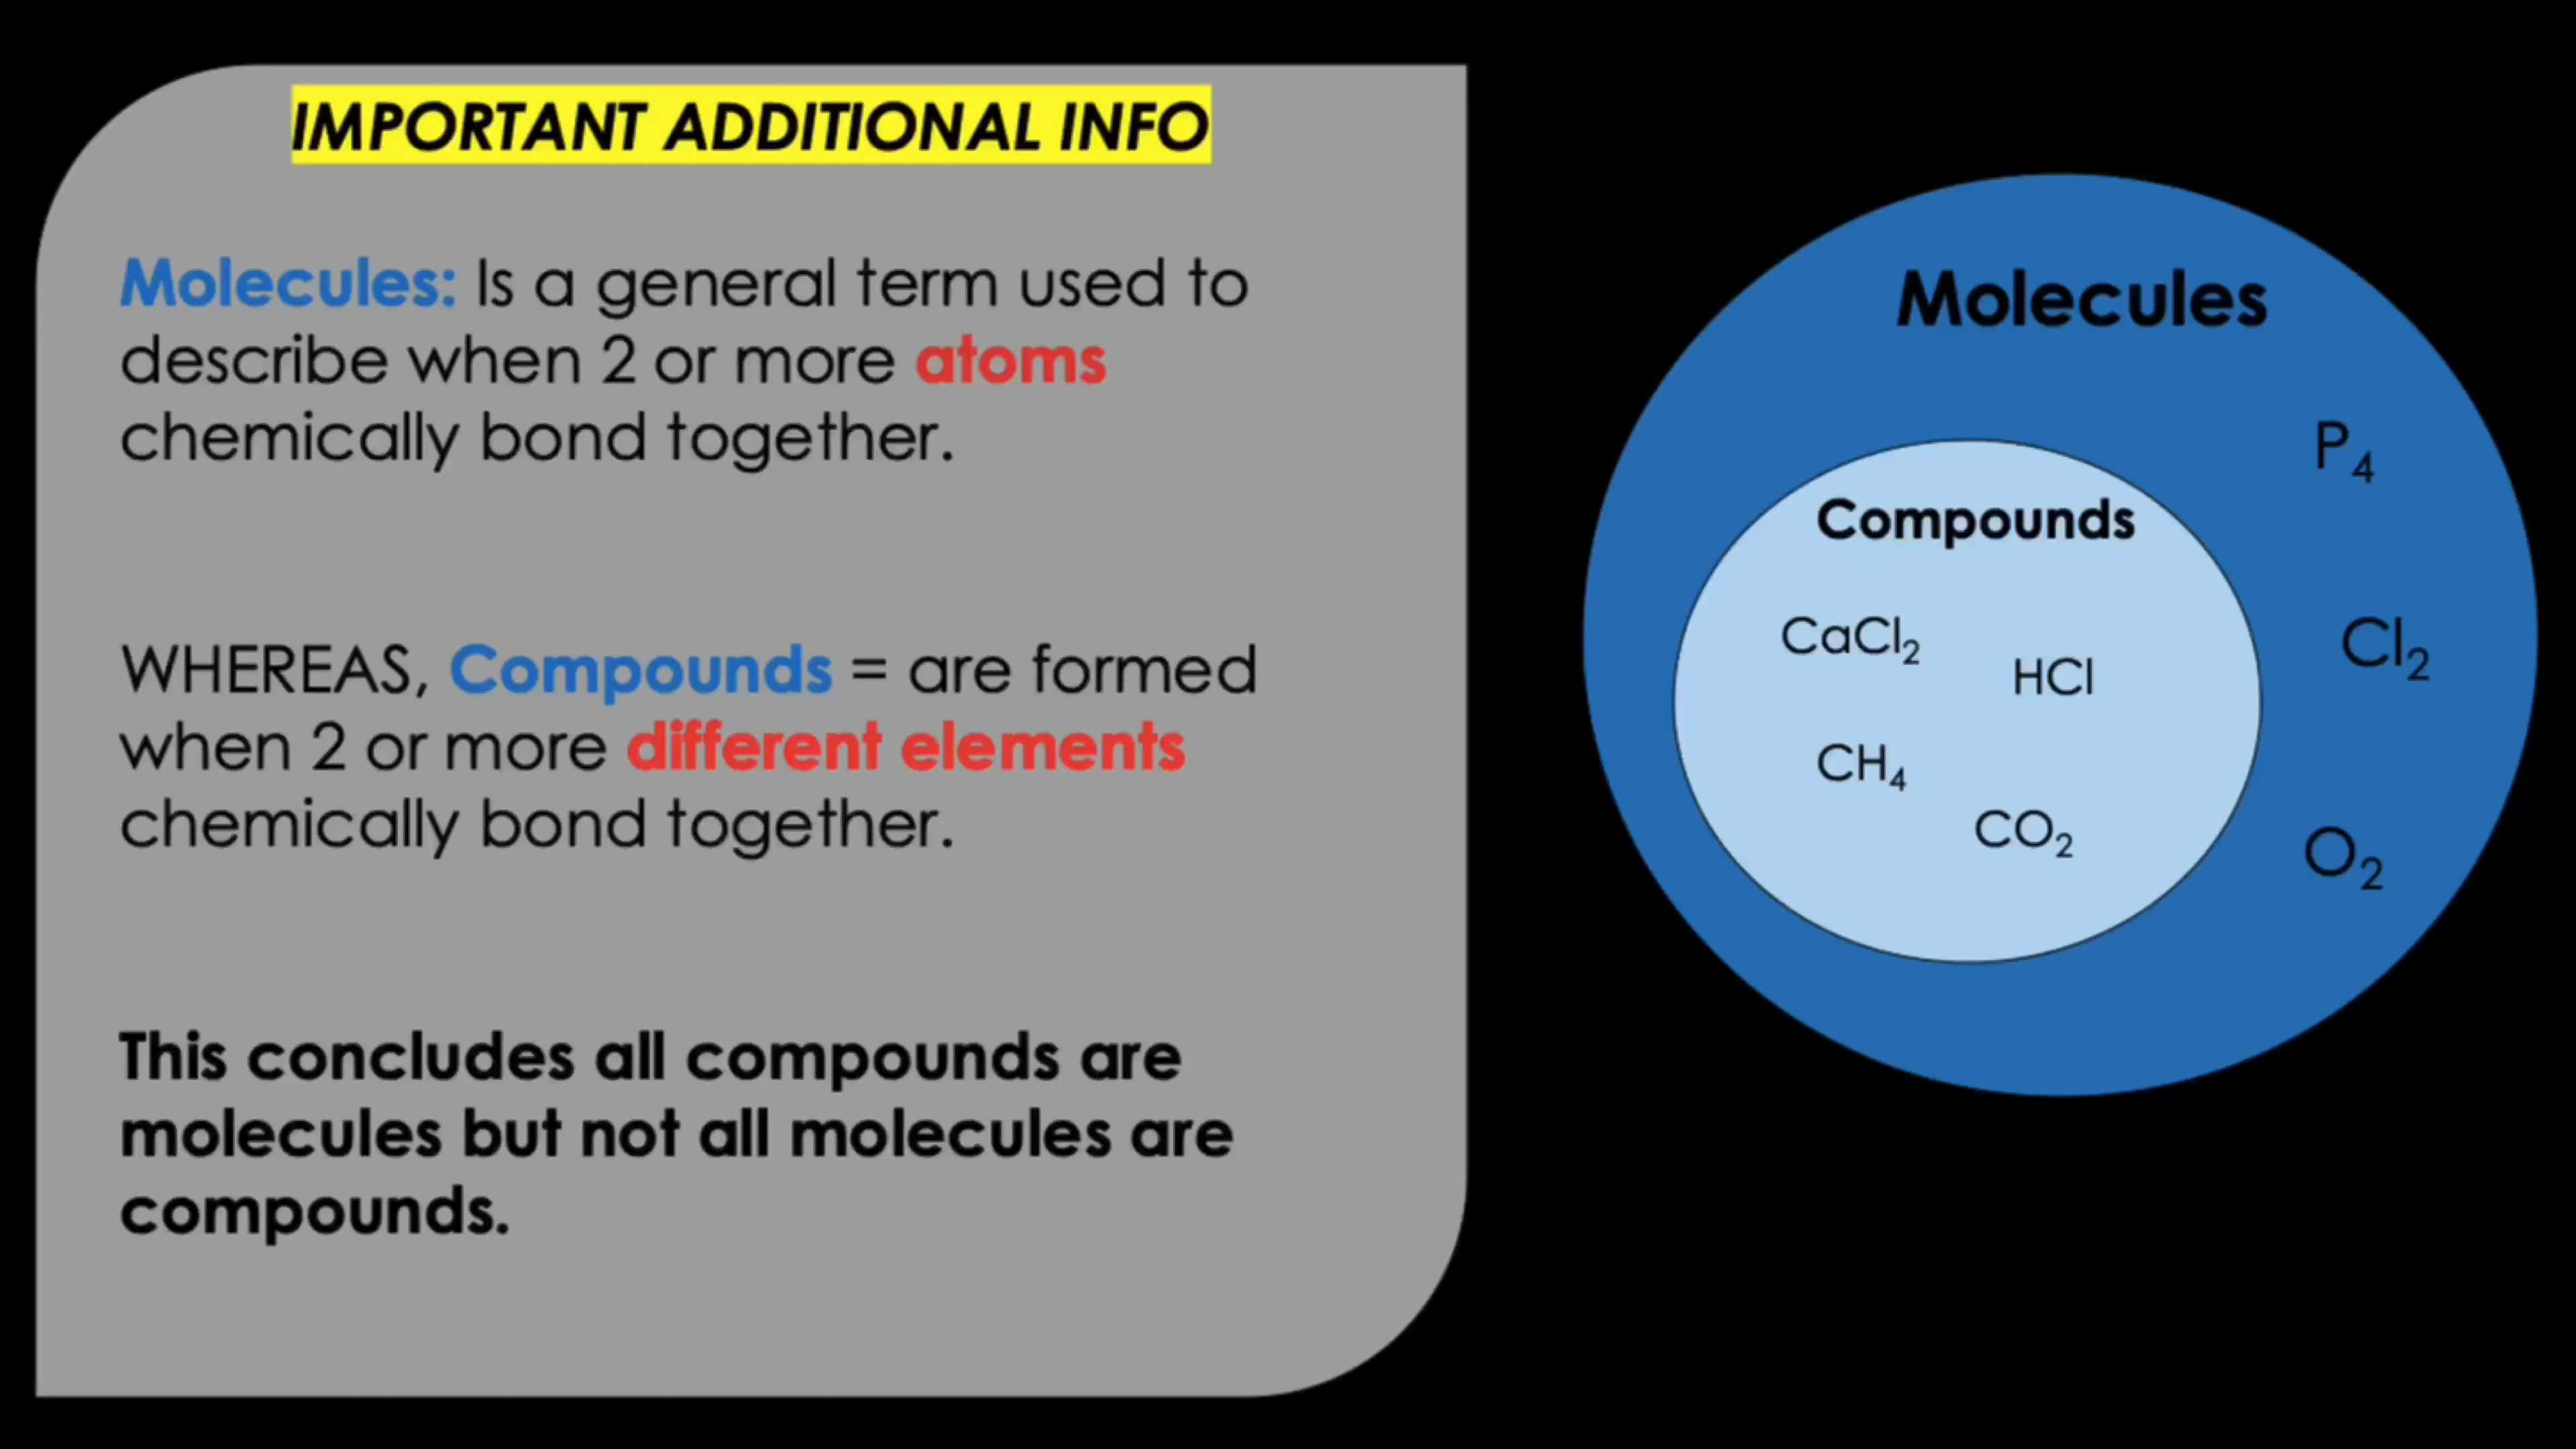 IMPORTANT ADDITIONAL INFO
Molecules: Is a general term used to
describe when 2 or more atoms
chemically bond together.
WHEREAS, Compounds = are formed
when 2 or more different elements
chemically bond together.
This concludes all compounds are
molecules but not all molecules are
compounds.
Molecules
P₄
Compounds
CaCl₂
HCl
Cl₂
CH₄
CO₂
O₂